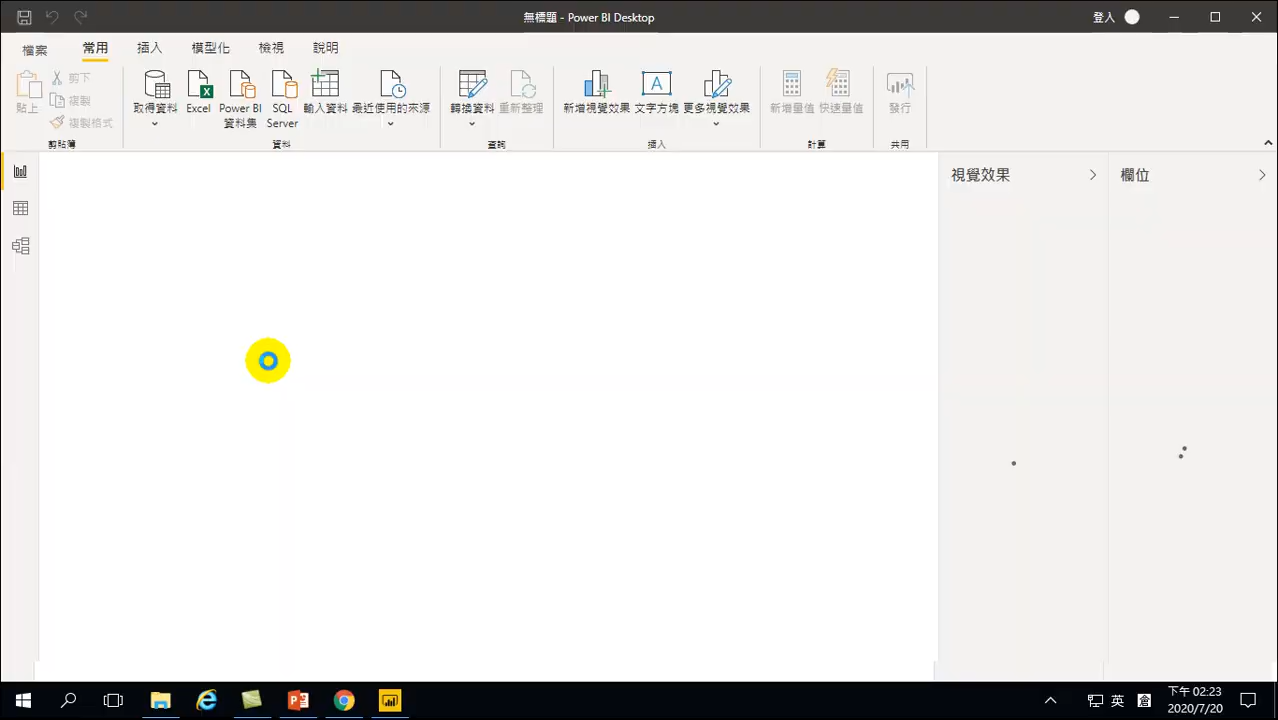 無標題 - Power BI Desktop
登入
檔案
常用
插入
模型化
檢視
說明
貼上
剪下
複製
複製格式
剪貼簿
取得資料
Excel
Power BI
資料集
SQL
Server
輸入資料
最近使用的來源
資料
轉換資料
重新整理
查詢
新增視覺效果
文字方塊
更多視覺效果
插入
新增量值
快速量值
計算
發行
共用
視覺效果
欄位
英
下午 02:23
2020/7/20